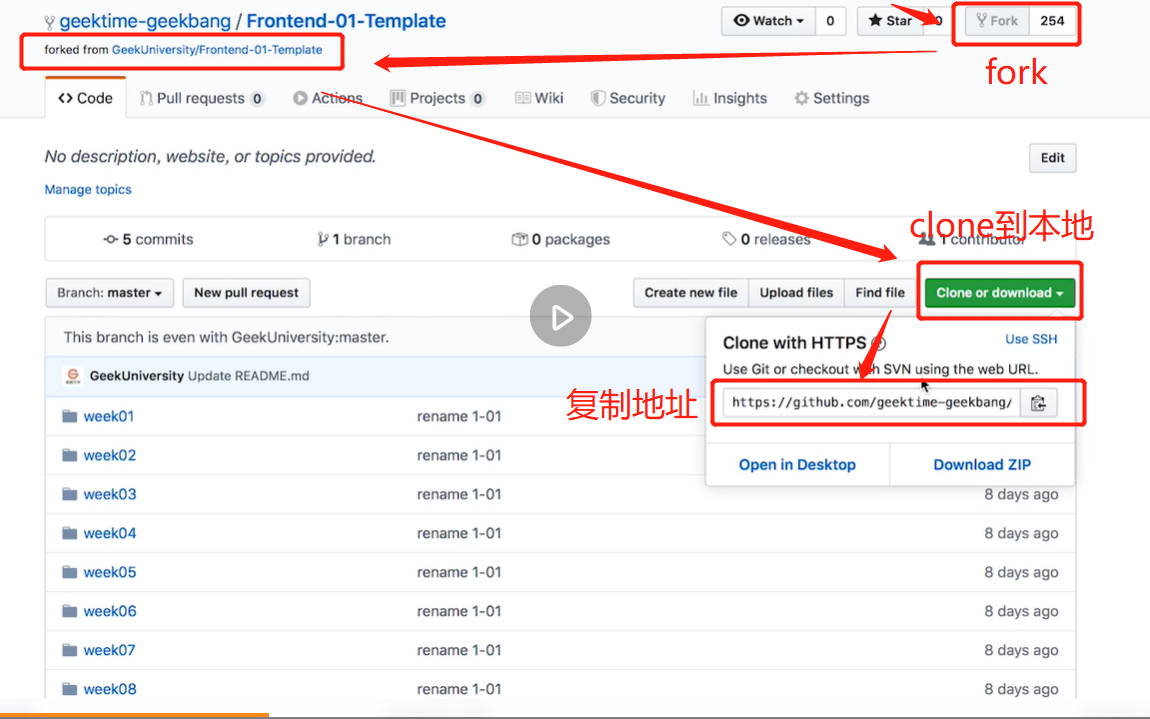 geektime-geekbang / Frontend-01-Template
Watch 0
Star 0
Fork 254
forked from GeekUniversity/Frontend-01-Template
fork
Code
Pull requests 0
Actions
Projects 0
Wiki
Security
Insights
Settings
No description, website, or topics provided.
Edit
Manage topics
clone到本地
5 commits
1 branch
0 packages
0 releases
1 contributor
Branch: master
New pull request
Create new file
Upload files
Find file
Clone or download
This branch is even with GeekUniversity:master.
Clone with HTTPS
Use SSH
Use Git or checkout with SVN using the web URL.
复制地址
https://github.com/geektime-geekbang/
Open in Desktop
Download ZIP
GeekUniversity Update README.md
week01 rename 1-01
week02 rename 1-01
week03 rename 1-01 8 days ago
week04 rename 1-01 8 days ago
week05 rename 1-01 8 days ago
week06 rename 1-01 8 days ago
week07 rename 1-01 8 days ago
week08 rename 1-01 8 days ago